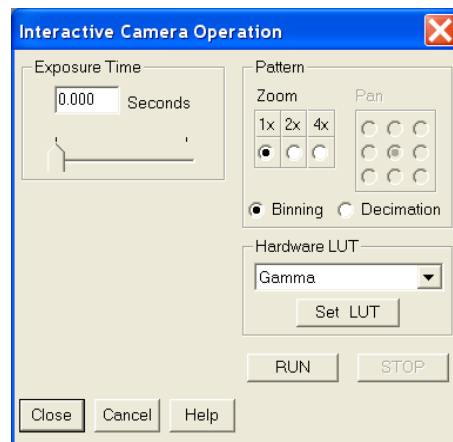 Interactive Camera Operation
Exposure Time
0.000 Seconds
Pattern
Zoom
Pan
1x 2x 4x
Binning
Decimation
Hardware LUT
Gamma
Set LUT
RUN
STOP
Close
Cancel
Help